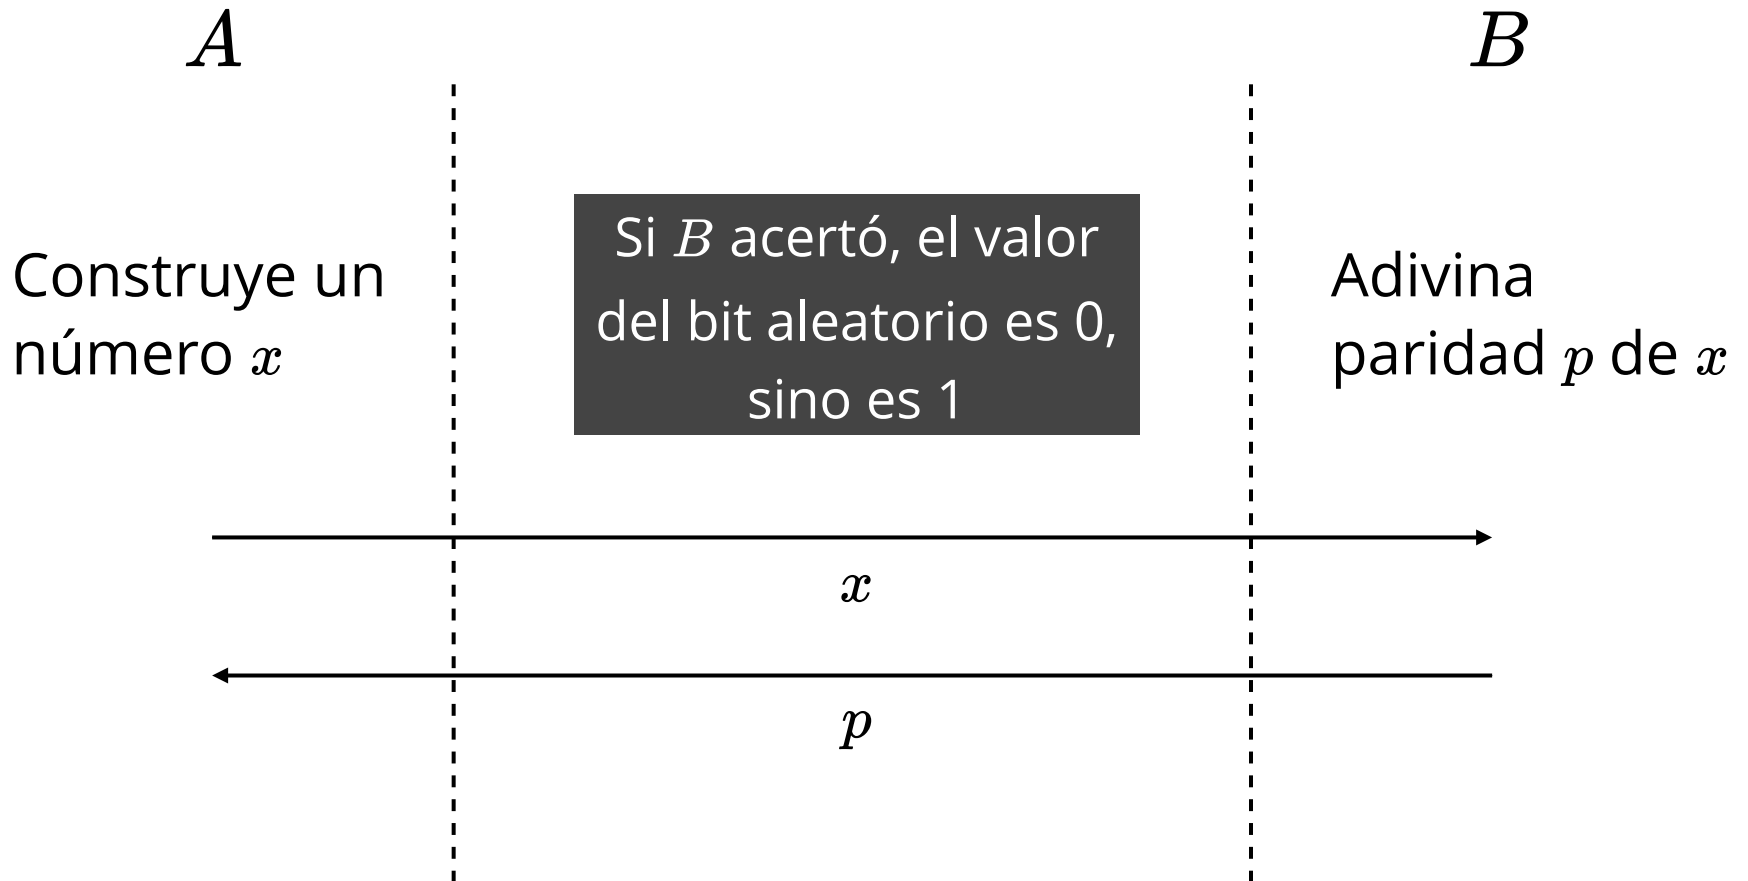 A
B
Construye un
número x
Si B acertó, el valor
del bit aleatorio es 0,
sino es 1
Adivina
paridad p de x
x
p